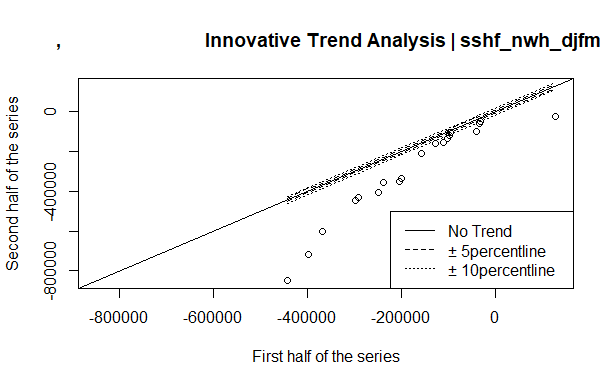 , Innovative Trend Analysis | sshf_nwh_djfm
Second half of the series
0
-400000
-800000
No Trend
± 5percentline
± 10percentline
-800000 -600000 -400000 -200000 0
First half of the series